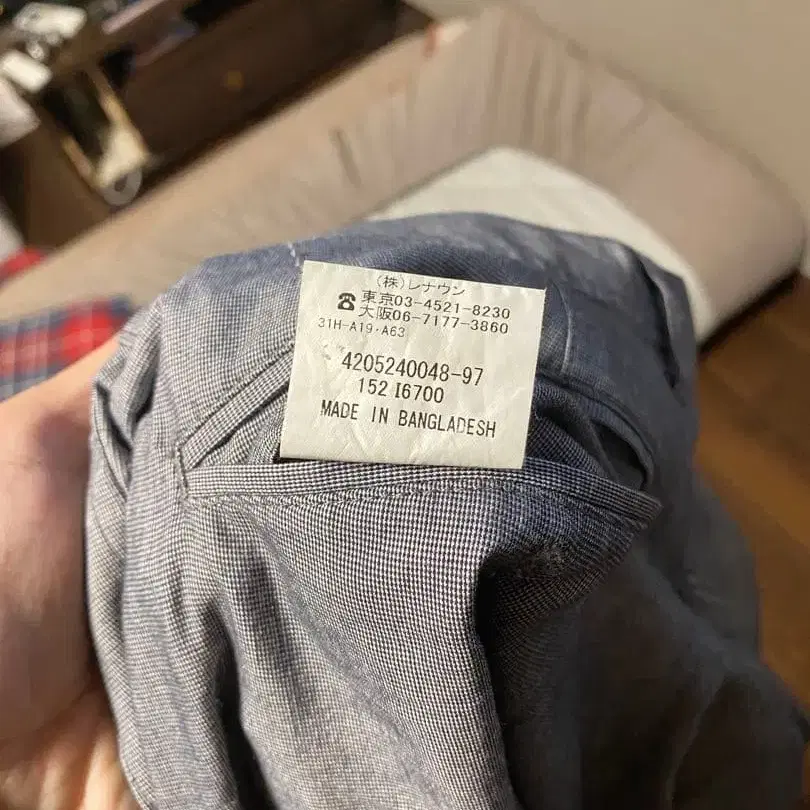 (株)レナウン
☎東京03-4521-8230
大阪06-7177-3860
31H-A19・A63
4205240048-97
152 I6700
MADE IN BANGLADESH